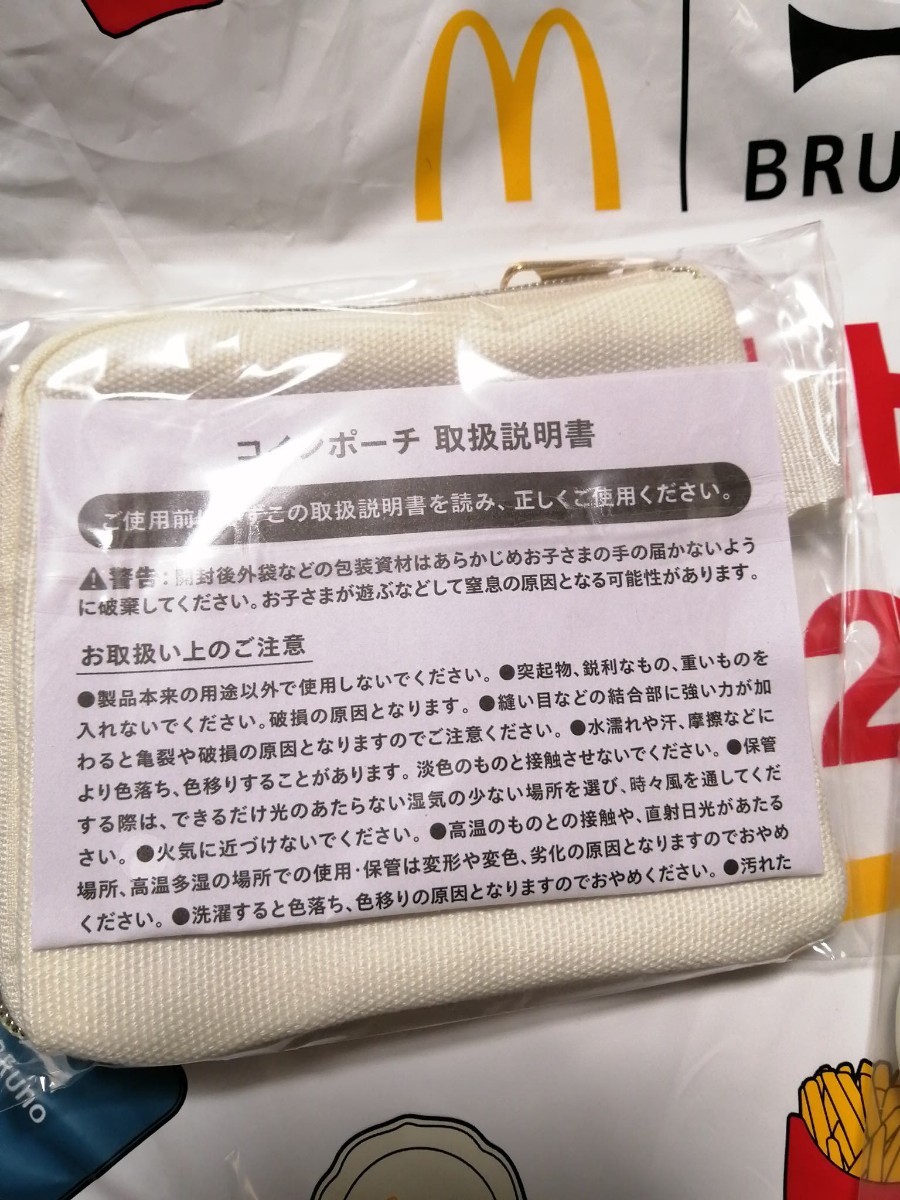 BRU
コインポーチ 取扱説明書
ご使用前に必ずこの取扱説明書を読み、正しくご使用ください。
警告：開封後外袋などの包装資材はあらかじめお子さまの手の届かないよう
に破棄してください。お子さまが遊ぶなどして窒息の原因となる可能性があります。
お取扱い上のご注意
●製品本来の用途以外で使用しないでください。●突起物、鋭利なもの、重いものを
入れないでください。破損の原因となります。●縫い目などの結合部に強い力が加
わると亀裂や破損の原因となりますのでご注意ください。●水濡れや汗、摩擦などに
より色落ち、色移りすることがあります。淡色のものと接触させないでください。●保管
する際は、できるだけ光のあたらない湿気の少ない場所を選び、時々風を通してくだ
さい。●火気に近づけないでください。●高温のものとの接触や、直射日光があたる
場所、高温多湿の場所での使用・保管は変形や変色、劣化の原因となりますのでおやめ
ください。●洗濯すると色落ち、色移りの原因となりますのでおやめください。●汚れた
2
BRUNO